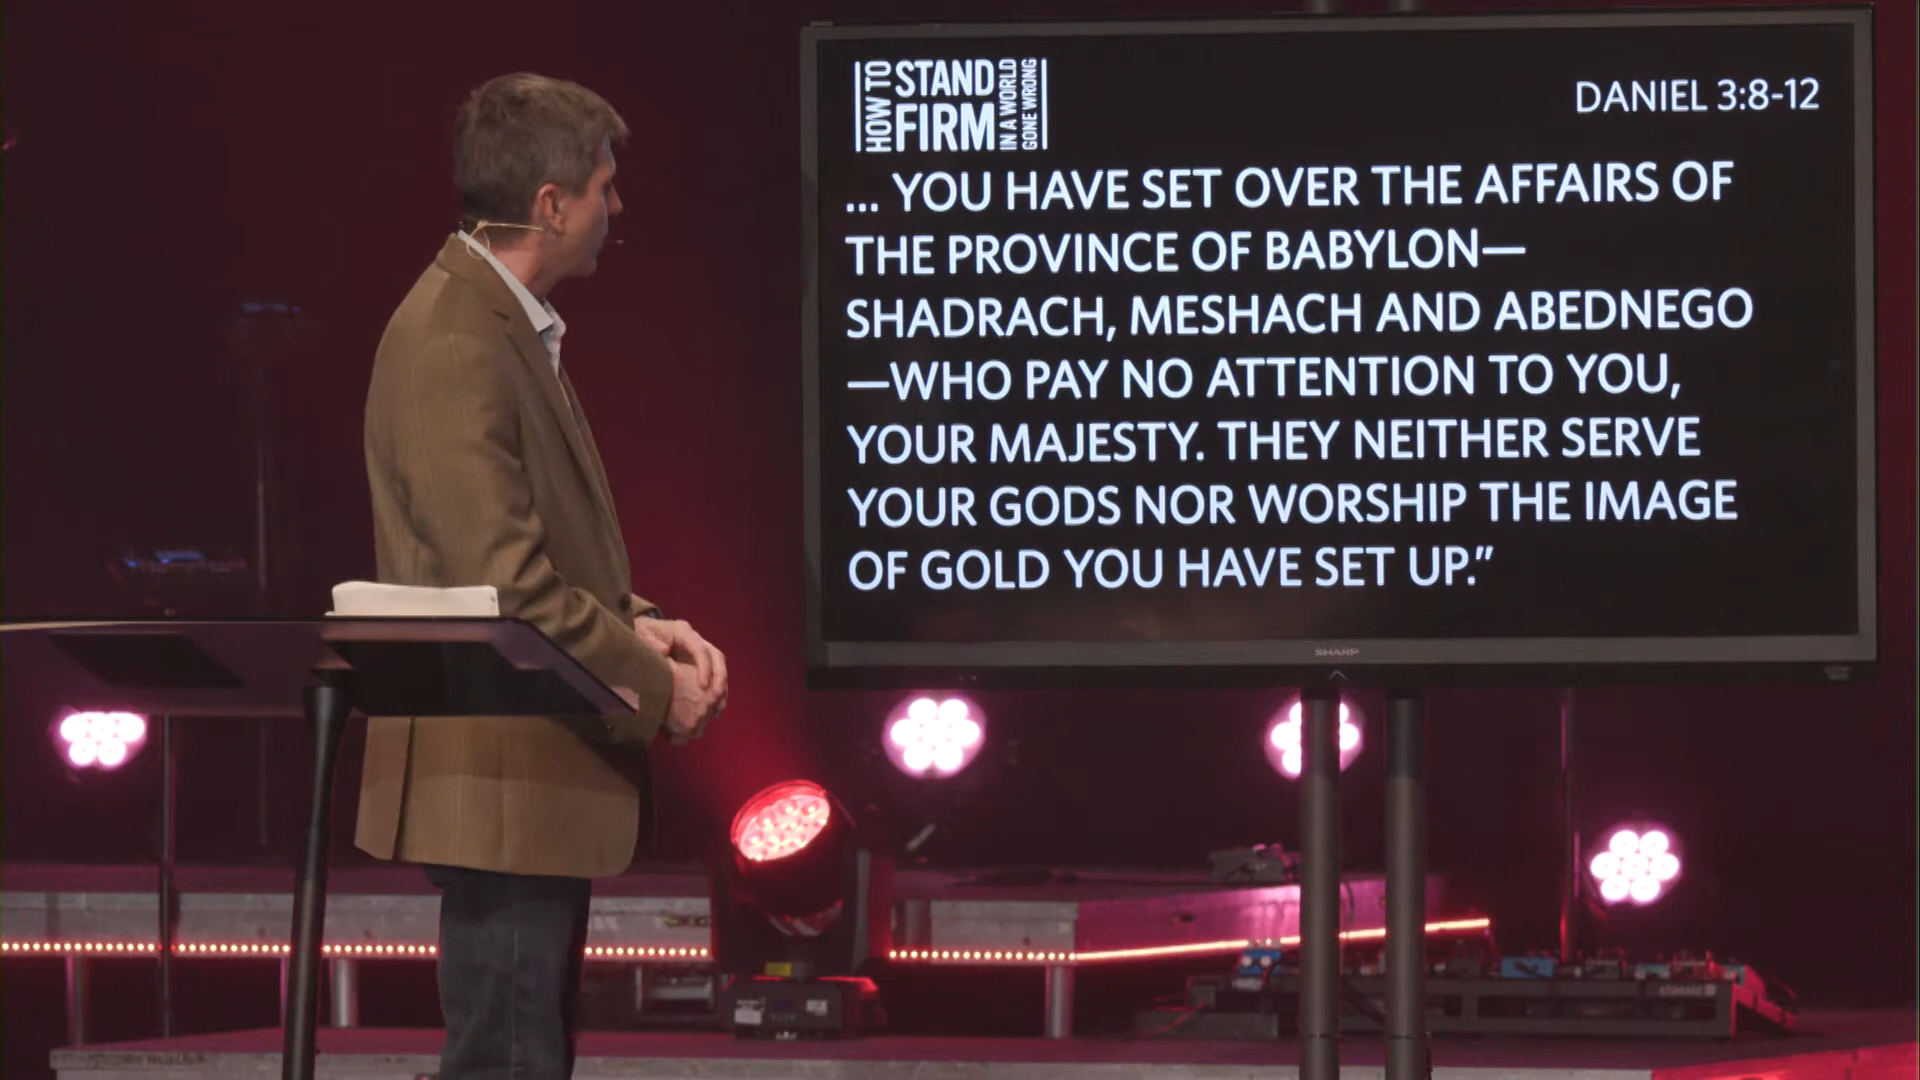 HOW TO
STAND
FIRM
IN A WORLD
GONE WRONG
DANIEL 3:8-12
... YOU HAVE SET OVER THE AFFAIRS OF
THE PROVINCE OF BABYLON—
SHADRACH, MESHACH AND ABEDNEGO
—WHO PAY NO ATTENTION TO YOU,
YOUR MAJESTY. THEY NEITHER SERVE
YOUR GODS NOR WORSHIP THE IMAGE
OF GOLD YOU HAVE SET UP.”
SHARP
classic